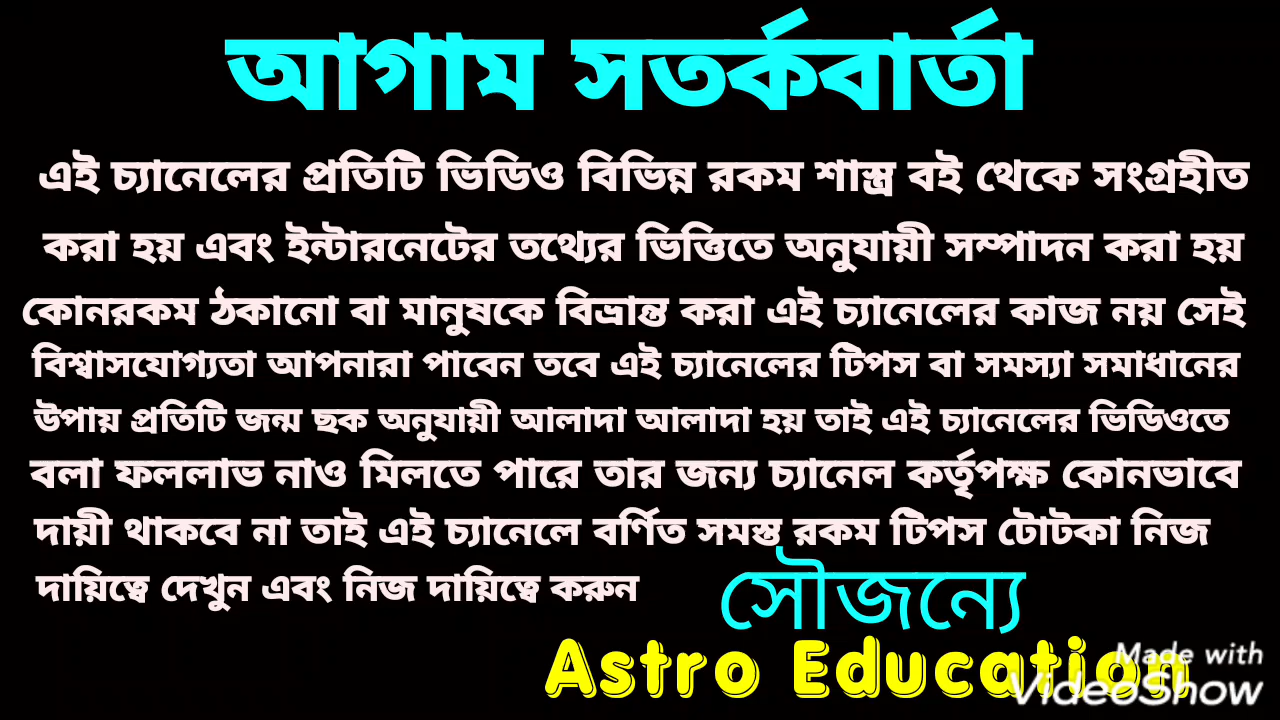 আগাম সতর্কবার্তা
এই চ্যানেলের প্রতিটি ভিডিও বিভিন্ন রকম শাস্ত্র বই থেকে সংগ্রহীত
করা হয় এবং ইন্টারনেটের তথ্যের ভিত্তিতে অনুযায়ী সম্পাদন করা হয়
কোনরকম ঠকানো বা মানুষকে বিভ্রান্ত করা এই চ্যানেলের কাজ নয় সেই
বিশ্বাসযোগ্যতা আপনারা পাবেন তবে এই চ্যানেলের টিপস বা সমস্যা সমাধানের
উপায় প্রতিটি জন্ম ছক অনুযায়ী আলাদা আলাদা হয় তাই এই চ্যানেলের ভিডিওতে
বলা ফললাভ নাও মিলতে পারে তার জন্য চ্যানেল কর্তৃপক্ষ কোনভাবে
দায়ী থাকবে না তাই এই চ্যানেলে বর্ণিত সমস্ত রকম টিপস টোটকা নিজ
দায়িত্বে দেখুন এবং নিজ দায়িত্বে করুন
সৌজন্যে
Astro Education
Made with
VideoShow